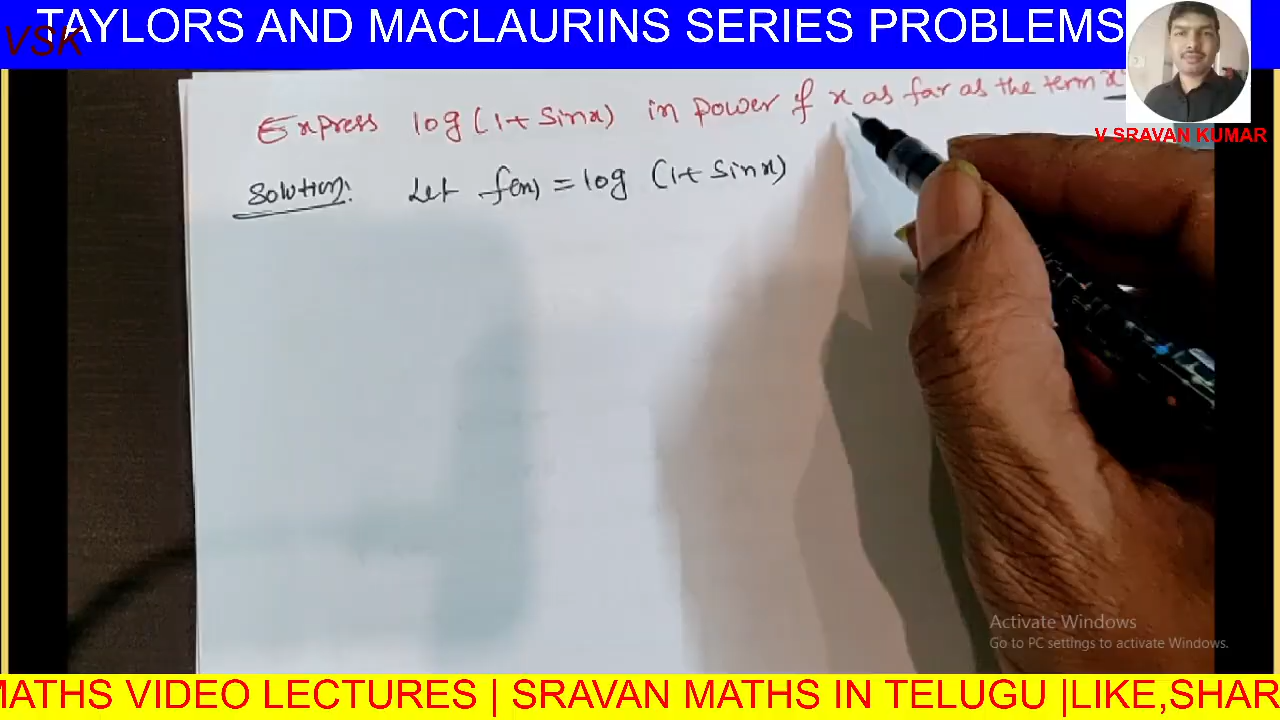 TAYLORS AND MACLAURINS SERIES PROBLEMS
VSK
Express log (1+ Sinx) in power of x as far as the term x
V SRAVAN KUMAR
Solution: Let f(x) = log (1+ Sinx)
Activate Windows
Go to PC settings to activate Windows.
MATHS VIDEO LECTURES | SRAVAN MATHS IN TELUGU |LIKE,SHAR